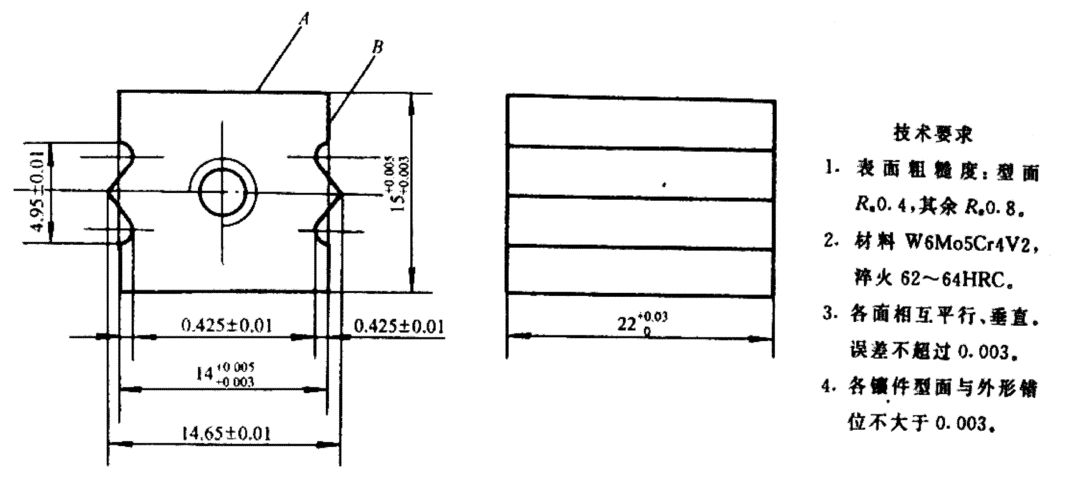 A
B
4.95±0.01
15 +0.005 +0.003
0.425±0.01
0.425±0.01
14 +0.005 +0.003
14.65±0.01
22 +0.03 0
技术要求
1. 表面粗糙度：型面
Ra0.4，其余 Ra0.8。
2. 材料 W6Mo5Cr4V2，
淬火 62～64HRC。
3. 各面相互平行、垂直。
误差不超过 0.003。
4. 各镶件型面与外形错
位不大于 0.003。